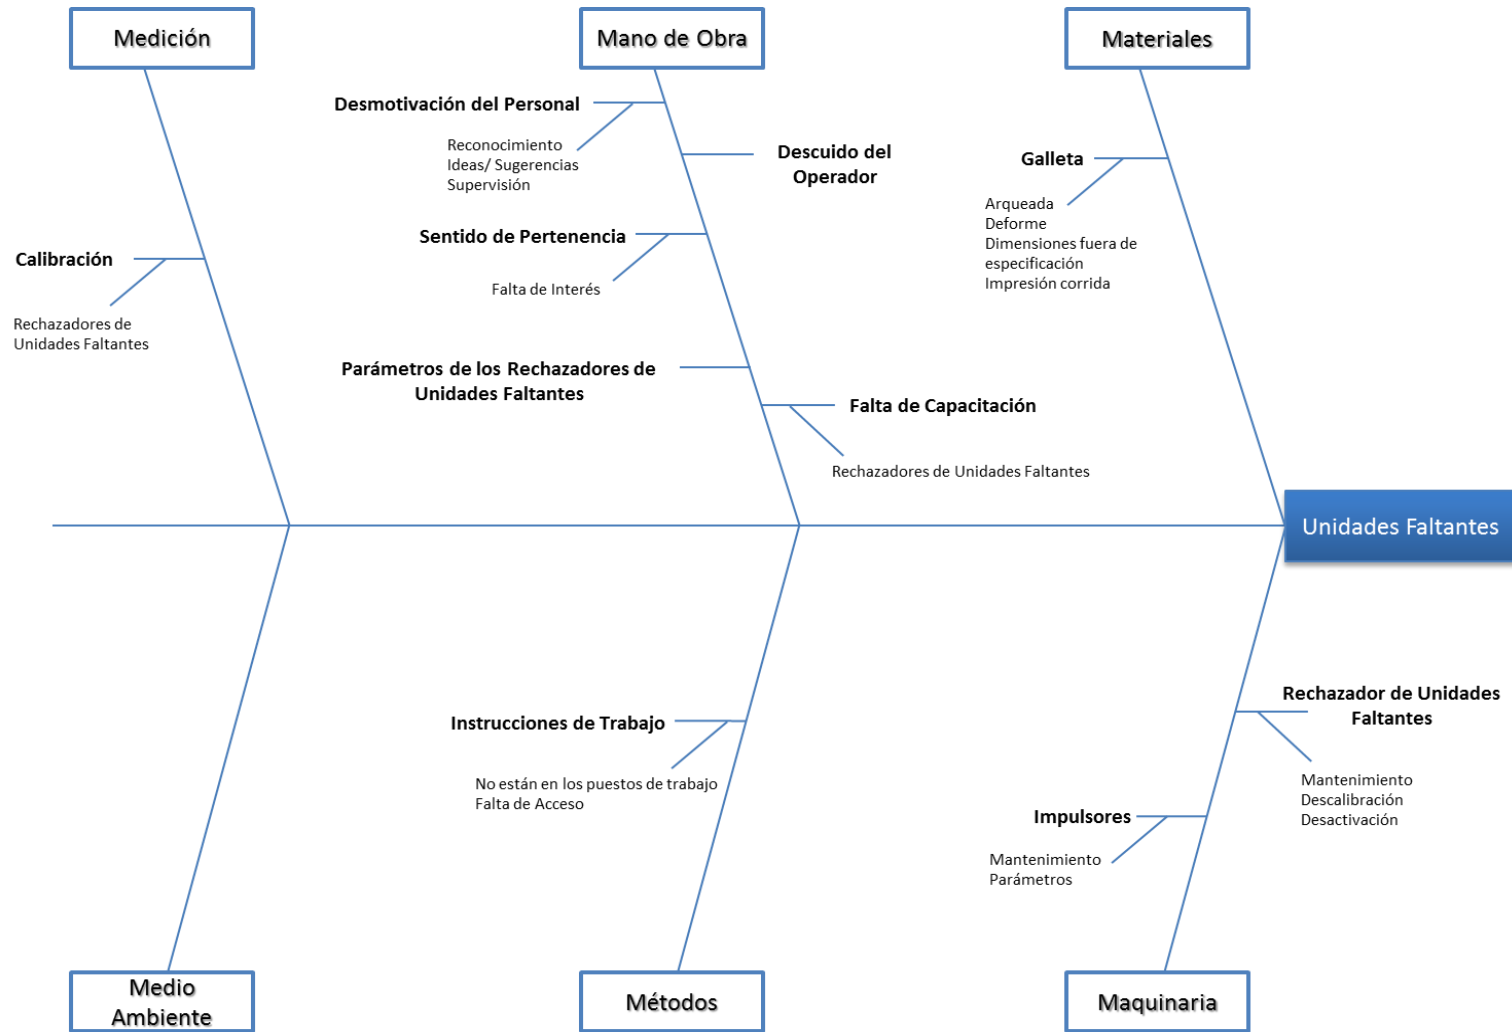 Medición
Mano de Obra
Materiales
Desmotivación del Personal
Reconocimiento
Ideas/ Sugerencias
Supervisión
Descuido del
Operador
Galleta
Arqueada
Deforme
Dimensiones fuera de
especificación
Impresión corrida
Sentido de Pertenencia
Falta de Interés
Calibración
Rechazadores de
Unidades Faltantes
Parámetros de los Rechazadores de
Unidades Faltantes
Falta de Capacitación
Rechazadores de Unidades Faltantes
Unidades Faltantes
Rechazador de Unidades
Faltantes
Mantenimiento
Descalibración
Desactivación
Instrucciones de Trabajo
No están en los puestos de trabajo
Falta de Acceso
Impulsores
Mantenimiento
Parámetros
Medio
Ambiente
Métodos
Maquinaria